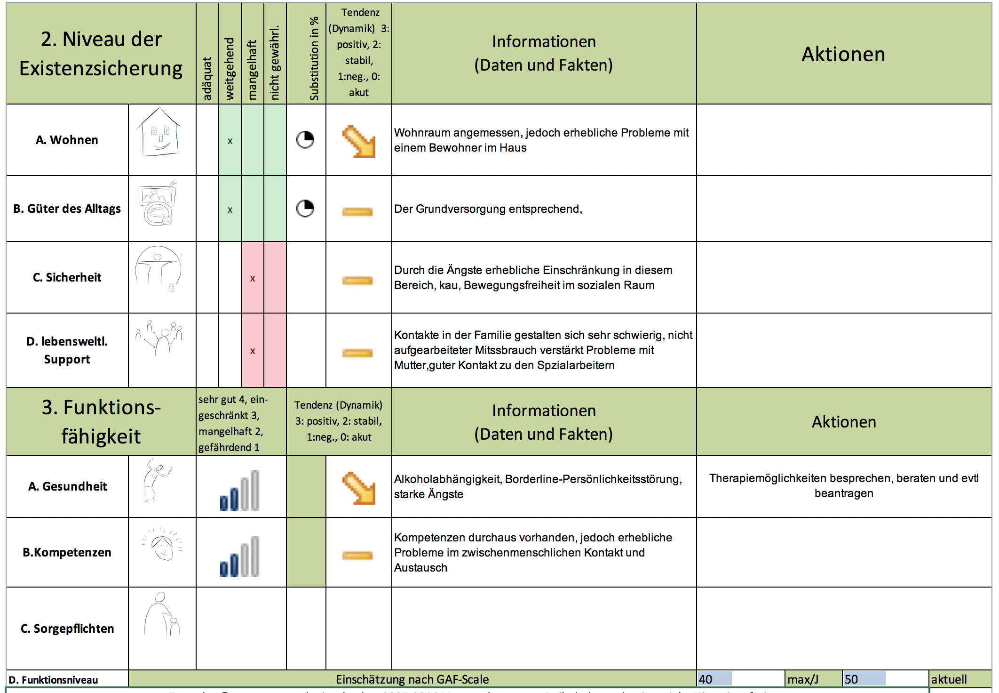 2. Niveau der
Existenzsicherung
adäquat
weitgehend
mangelhaft
nicht gewährl.
Substitution in %
Tendenz
(Dynamik) 3:
positiv, 2:
stabil,
1:neg., 0:
akut
Informationen
(Daten und Fakten)
Aktionen
A. Wohnen
x
Wohnraum angemessen, jedoch erhebliche Probleme mit
einem Bewohner im Haus
B. Güter des Alltags
x
Der Grundversorgung entsprechend,
C. Sicherheit
x
Durch die Ängste erhebliche Einschränkung in diesem
Bereich, kau, Bewegungsfreiheit im sozialen Raum
D. lebensweltl.
Support
x
Kontakte in der Familie gestalten sich sehr schwierig, nicht
aufgearbeiteter Mitssbrauch verstärkt Probleme mit
Mutter,guter Kontakt zu den Spzialarbeitern
3. Funktions-
fähigkeit
sehr gut 4, ein-
geschränkt 3,
mangelhaft 2,
gefährdend 1
Tendenz (Dynamik)
3: positiv, 2: stabil,
1:neg., 0: akut
Informationen
(Daten und Fakten)
Aktionen
A. Gesundheit
Alkoholabhängigkeit, Borderline-Persönlichkeitsstörung,
starke Ängste
Therapiemöglichkeiten besprechen, beraten und evtl
beantragen
B.Kompetenzen
Kompetenzen durchaus vorhanden, jedoch erhebliche
Probleme im zwischenmenschlichen Kontakt und
Austausch
C. Sorgepflichten
D. Funktionsniveau
Einschätzung nach GAF-Scale
40
max/J
50
aktuell